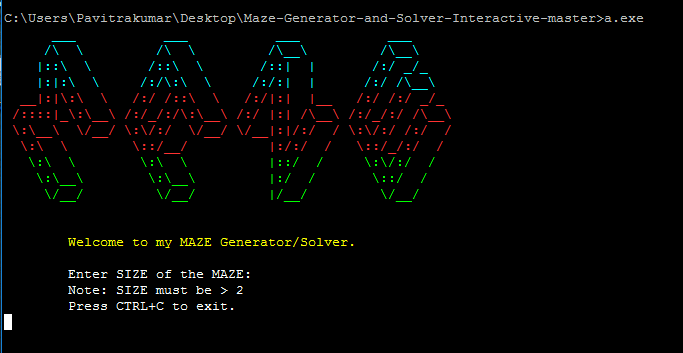 C:\Users\Pavitrakumar\Desktop\Maze-Generator-and-Solver-Interactive-master>a.exe
Welcome to my MAZE Generator/Solver.
Enter SIZE of the MAZE:
Note: SIZE must be > 2
Press CTRL+C to exit.